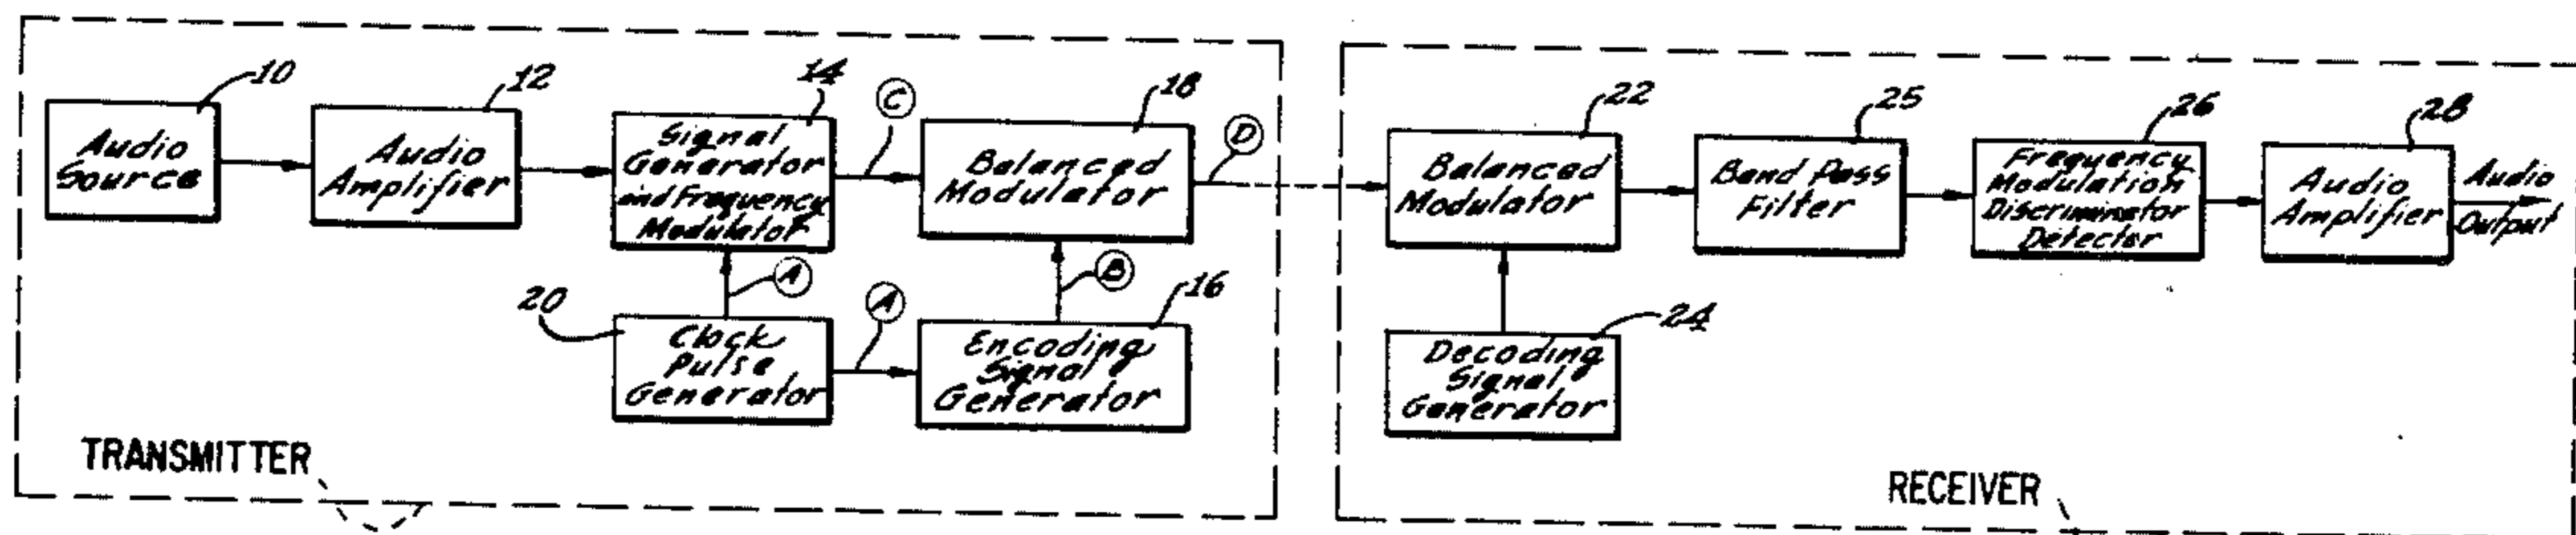 10
Audio
Source
12
Audio
Amplifier
14
Signal
Generator
and Frequency
Modulator
C
18
Balanced
Modulator
D
A
20
Clock
Pulse
Generator
A
B
16
Encoding
Signal
Generator
TRANSMITTER
22
Balanced
Modulator
25
Band Pass
Filter
26
Frequency
Modulation
Discriminator
Detector
28
Audio
Amplifier
Audio
Output
24
Decoding
Signal
Generator
RECEIVER